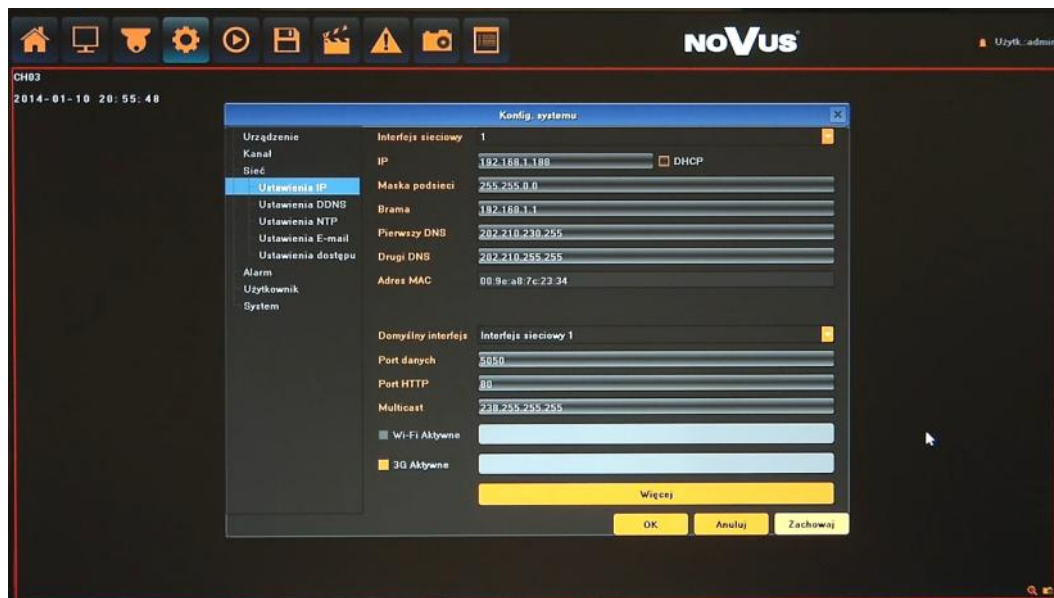 NOVUS
Użytk.:admin
CH03
2014-01-10 20:55:48
Konfig. systemu
Urządzenie
Kanał
Sieć
Ustawienia IP
Ustawienia DDNS
Ustawienia NTP
Ustawienia E-mail
Ustawienia dostępu
Alarm
Użytkownik
System
Interfejs sieciowy 1
IP 192.168.1.188 DHCP
Maska podsieci 255.255.0.0
Brama 192.168.1.1
Pierwszy DNS 202.210.230.255
Drugi DNS 202.210.255.255
Adres MAC 00:9e:a8:7c:23:34
Domyślny interfejs Interfejs sieciowy 1
Port danych 5050
Port HTTP 80
Multicast 238.255.255.255
Wi-Fi Aktywne
3G Aktywne
Więcej
OK Anuluj Zachowaj